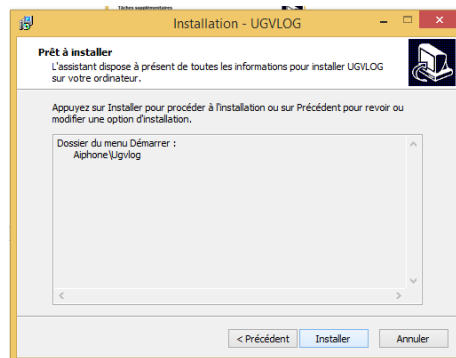 Tâches supplémentaires
Installation - UGVLOG
Prêt à installer
L'assistant dispose à présent de toutes les informations pour installer UGVLOG
sur votre ordinateur.
Appuyez sur Installer pour procéder à l'installation ou sur Précédent pour revoir ou
modifier une option d'installation.
Dossier du menu Démarrer :
Aiphone\Ugvlog
< Précédent
Installer
Annuler